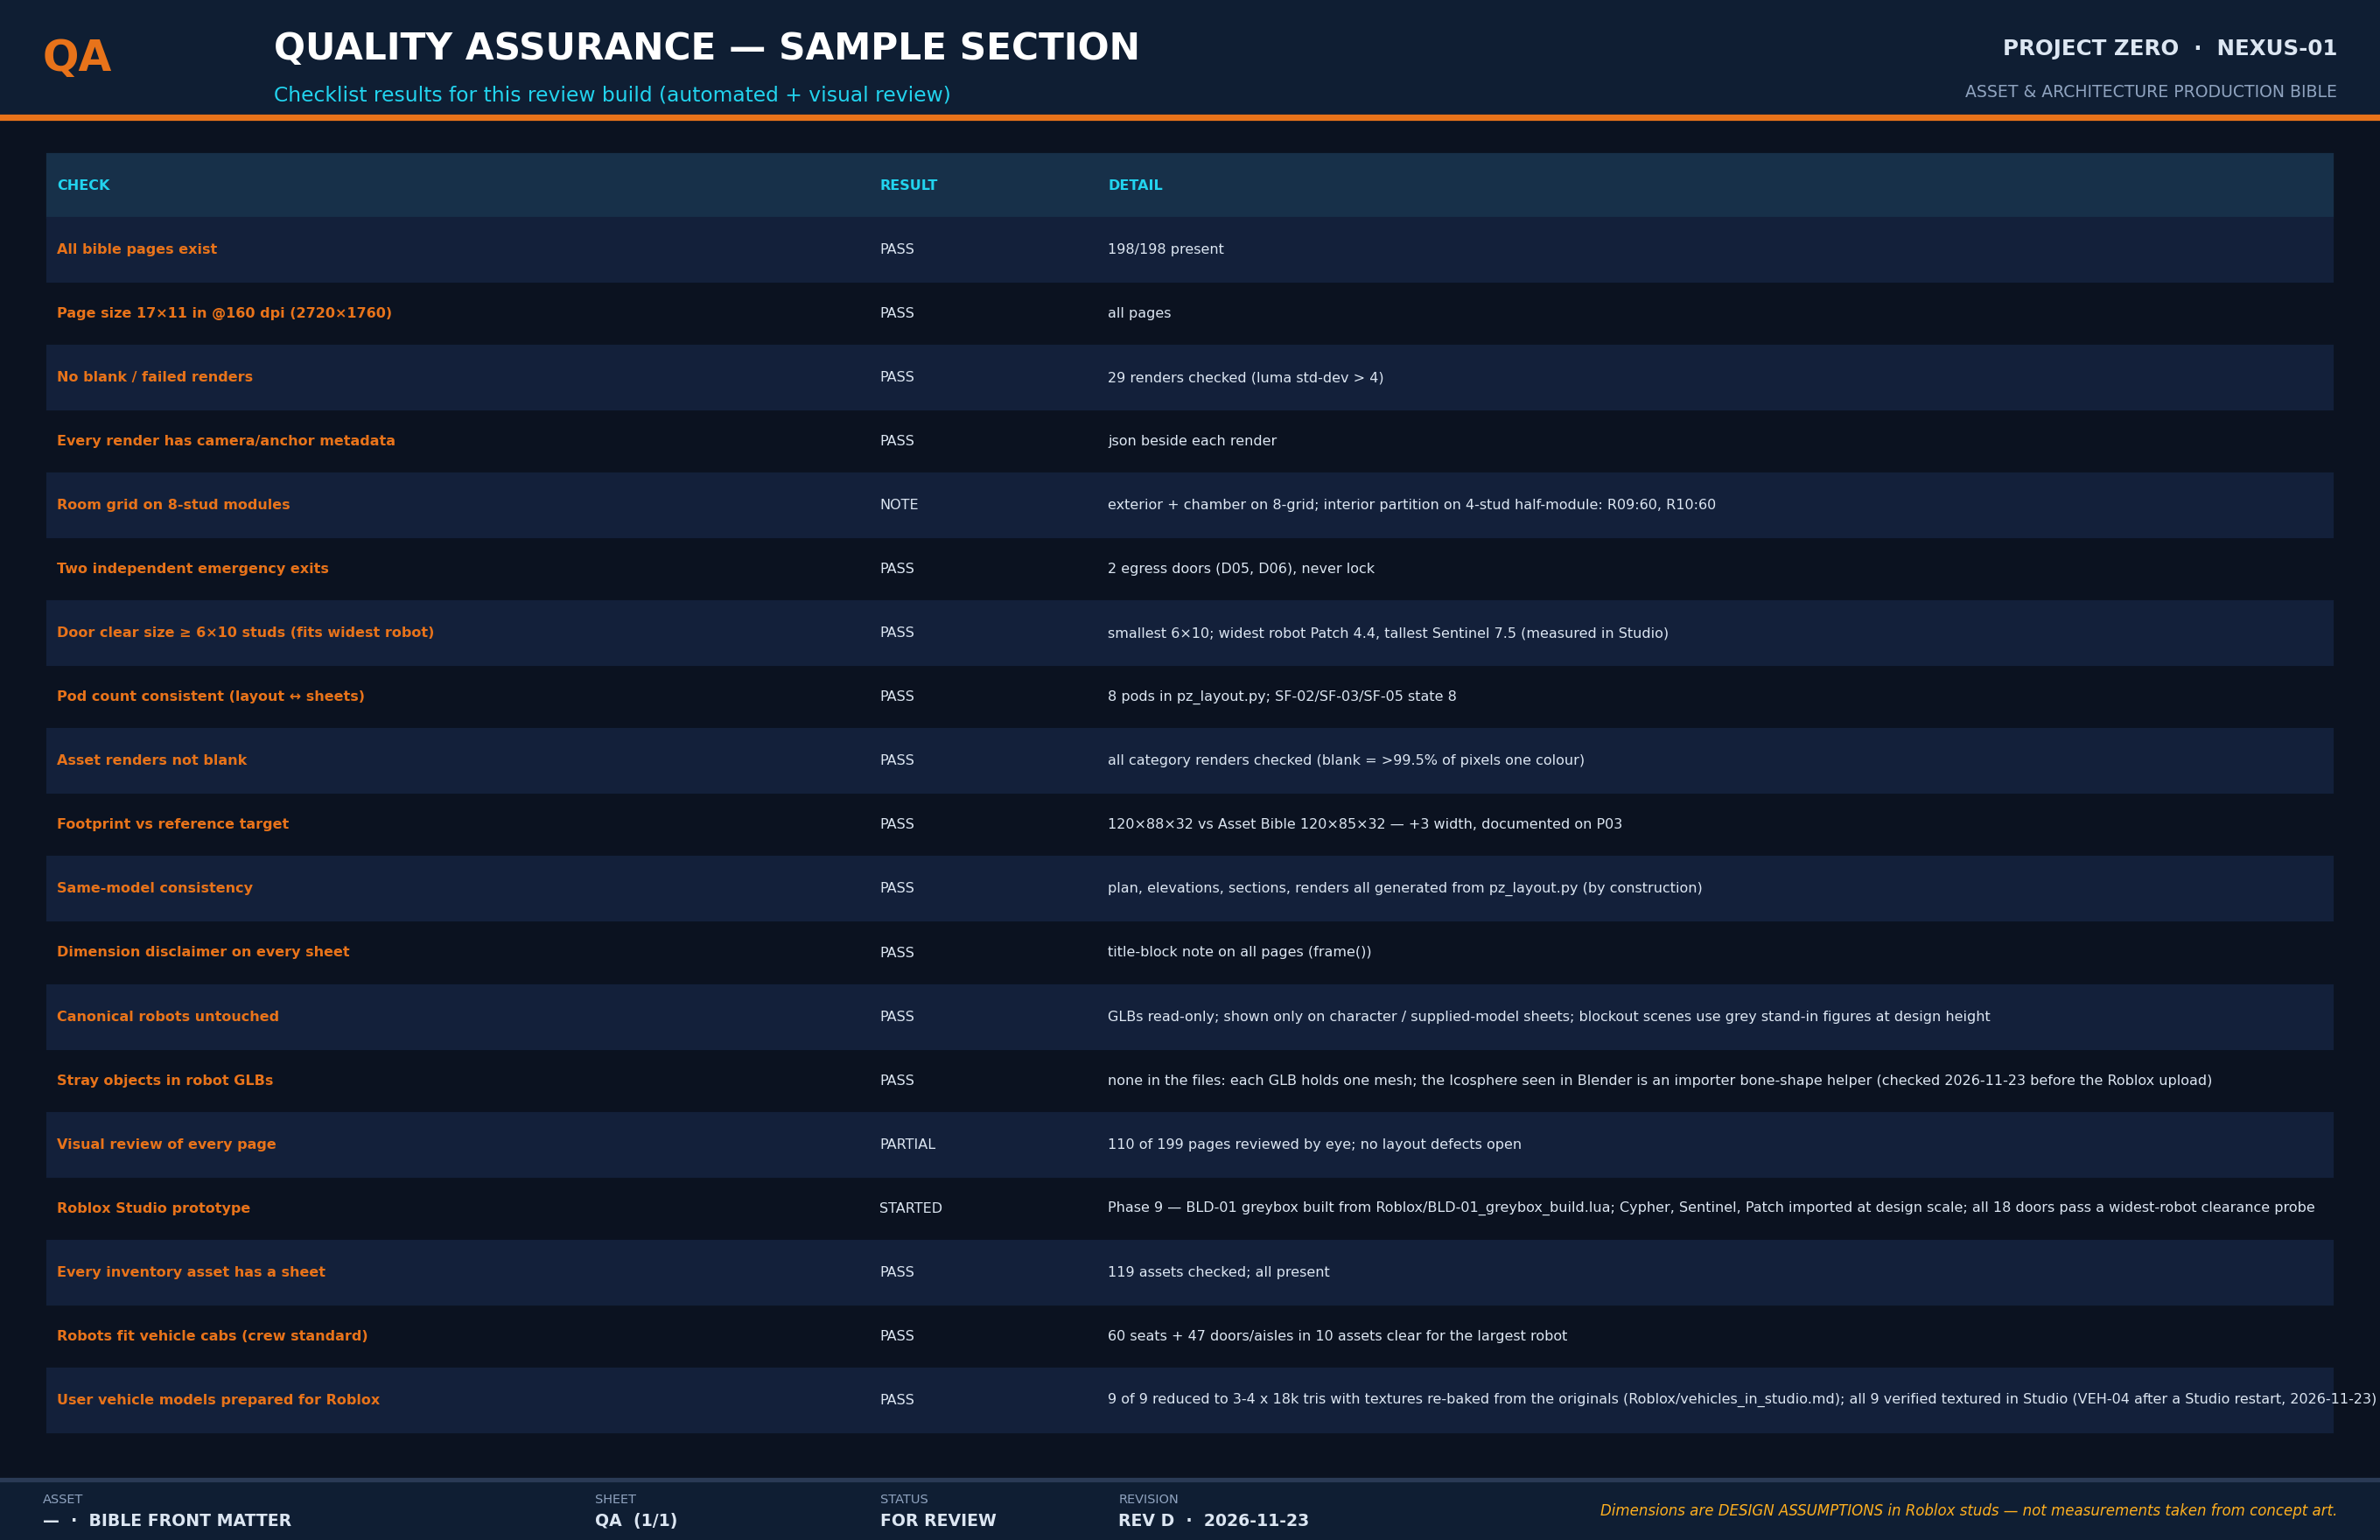 QA
QUALITY ASSURANCE — SAMPLE SECTION
Checklist results for this review build (automated + visual review)
PROJECT ZERO · NEXUS-01
ASSET & ARCHITECTURE PRODUCTION BIBLE
CHECK RESULT DETAIL
All bible pages exist PASS 198/198 present
Page size 17×11 in @160 dpi (2720×1760) PASS all pages
No blank / failed renders PASS 29 renders checked (luma std-dev > 4)
Every render has camera/anchor metadata PASS json beside each render
Room grid on 8-stud modules NOTE exterior + chamber on 8-grid; interior partition on 4-stud half-module: R09:60, R10:60
Two independent emergency exits PASS 2 egress doors (D05, D06), never lock
Door clear size ≥ 6×10 studs (fits widest robot) PASS smallest 6×10; widest robot Patch 4.4, tallest Sentinel 7.5 (measured in Studio)
Pod count consistent (layout ↔ sheets) PASS 8 pods in pz_layout.py; SF-02/SF-03/SF-05 state 8
Asset renders not blank PASS all category renders checked (blank = >99.5% of pixels one colour)
Footprint vs reference target PASS 120×88×32 vs Asset Bible 120×85×32 — +3 width, documented on P03
Same-model consistency PASS plan, elevations, sections, renders all generated from pz_layout.py (by construction)
Dimension disclaimer on every sheet PASS title-block note on all pages (frame())
Canonical robots untouched PASS GLBs read-only; shown only on character / supplied-model sheets; blockout scenes use grey stand-in figures at design height
Stray objects in robot GLBs PASS none in the files: each GLB holds one mesh; the Icosphere seen in Blender is an importer bone-shape helper (checked 2026-11-23 before the Roblox upload)
Visual review of every page PARTIAL 110 of 199 pages reviewed by eye; no layout defects open
Roblox Studio prototype STARTED Phase 9 — BLD-01 greybox built from Roblox/BLD-01_greybox_build.lua; Cypher, Sentinel, Patch imported at design scale; all 18 doors pass a widest-robot clearance probe
Every inventory asset has a sheet PASS 119 assets checked; all present
Robots fit vehicle cabs (crew standard) PASS 60 seats + 47 doors/aisles in 10 assets clear for the largest robot
User vehicle models prepared for Roblox PASS 9 of 9 reduced to 3-4 x 18k tris with textures re-baked from the originals (Roblox/vehicles_in_studio.md); all 9 verified textured in Studio (VEH-04 after a Studio restart, 2026-11-23)
ASSET SHEET STATUS REVISION
— · BIBLE FRONT MATTER QA (1/1) FOR REVIEW REV D · 2026-11-23
Dimensions are DESIGN ASSUMPTIONS in Roblox studs — not measurements taken from concept art.